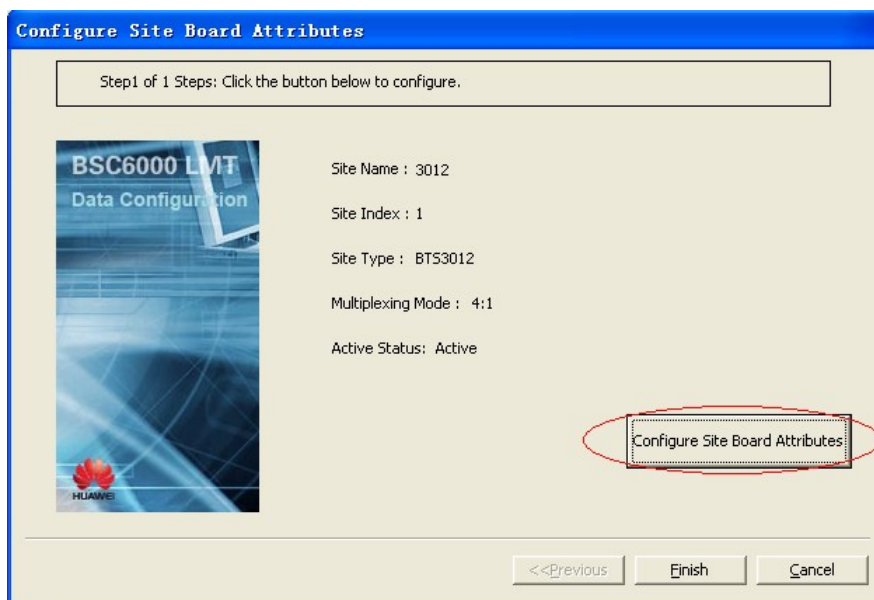 Configure Site Board Attributes
Step1 of 1 Steps: Click the button below to configure.
BSC6000 LMT
Data Configuration
Site Name : 3012
Site Index : 1
Site Type : BTS3012
Multiplexing Mode : 4:1
Active Status: Active
Configure Site Board Attributes
HUAWEI
<<Previous
Finish
Cancel